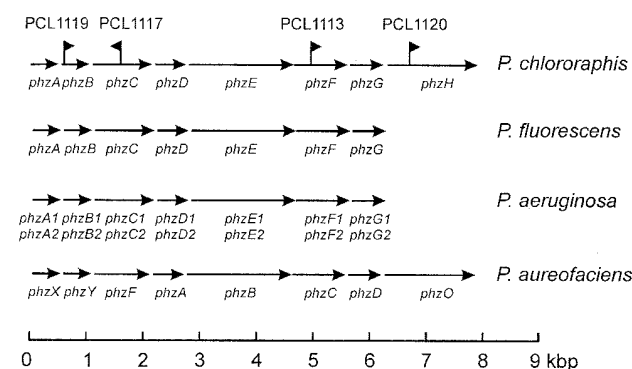 PCL1119 PCL1117 PCL1113 PCL1120
P. chlororaphis
phzA phzB phzC phzD phzE phzF phzG phzH
P. fluorescens
phzA phzB phzC phzD phzE phzF phzG
P. aeruginosa
phzA1 phzB1 phzC1 phzD1 phzE1 phzF1 phzG1
phzA2 phzB2 phzC2 phzD2 phzE2 phzF2 phzG2
P. aureofaciens
phzX phzY phzF phzA phzB phzC phzD phzO
0 1 2 3 4 5 6 7 8 9 kbp